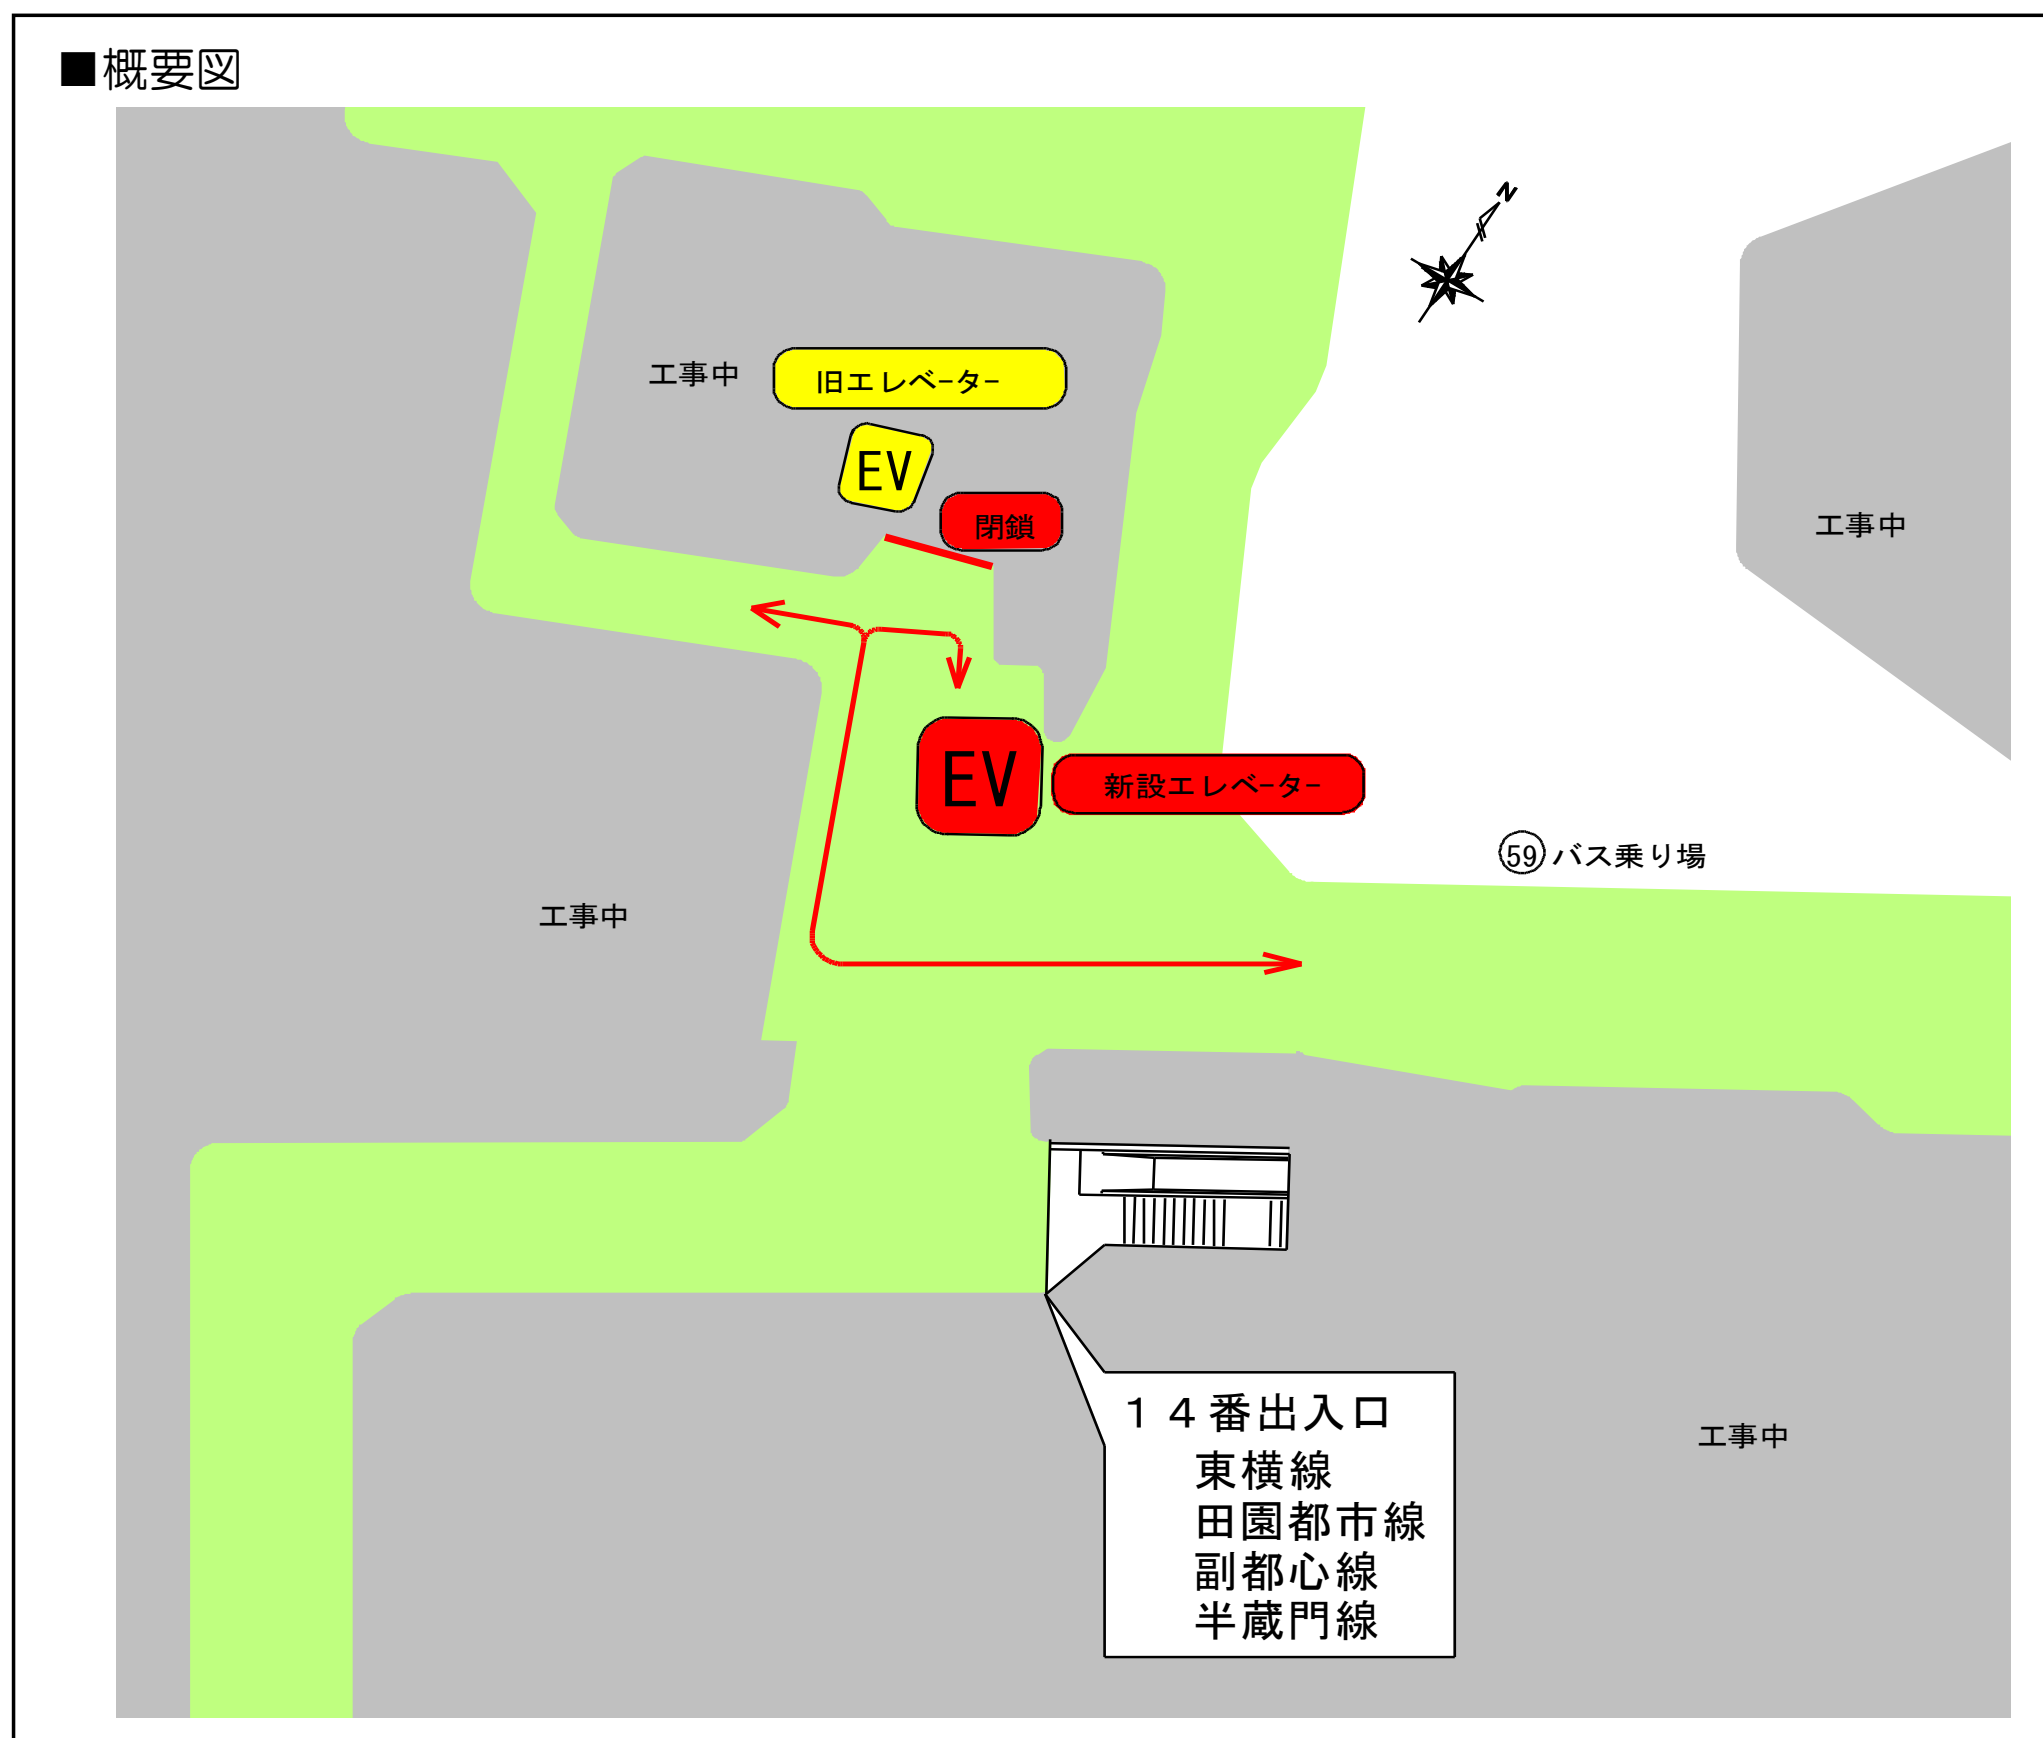 ■概要図
N
工事中
旧エレベーター
EV
閉鎖
工事中
EV
新設エレベーター
59 バス乗り場
工事中
14番出入口
東横線
田園都市線
副都心線
半蔵門線
工事中